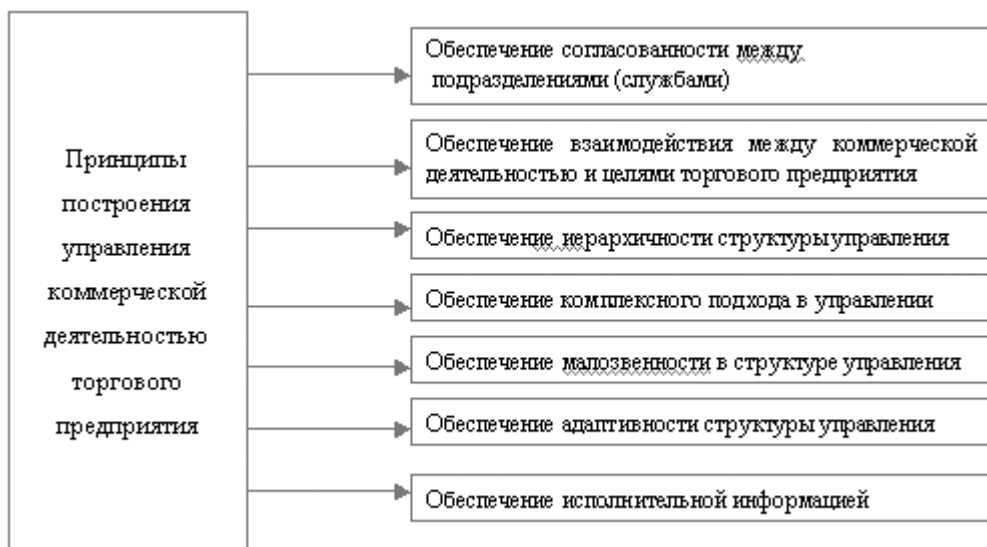 Принципы
построения
управления
коммерческой
деятельностью
торгового
предприятия
Обеспечение согласованности между
подразделениями (службами)
Обеспечение взаимодействия между коммерческой
деятельностью и целями торгового предприятия
Обеспечение иерархичности структуры управления
Обеспечение комплексного подхода в управлении
Обеспечение малозвенности в структуре управления
Обеспечение адаптивности структуры управления
Обеспечение исполнительной информацией